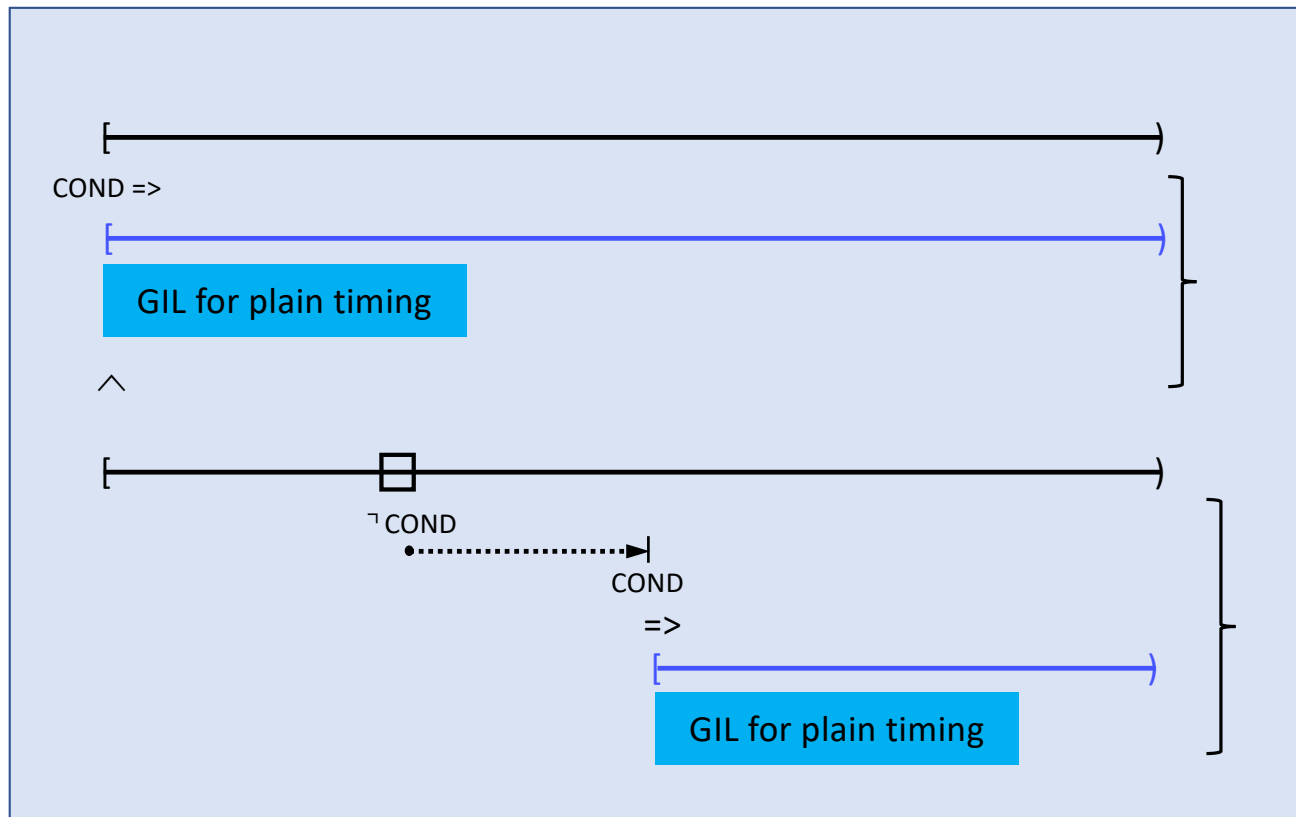 COND =>
GIL for plain timing
^
¬ COND
COND
=>
GIL for plain timing